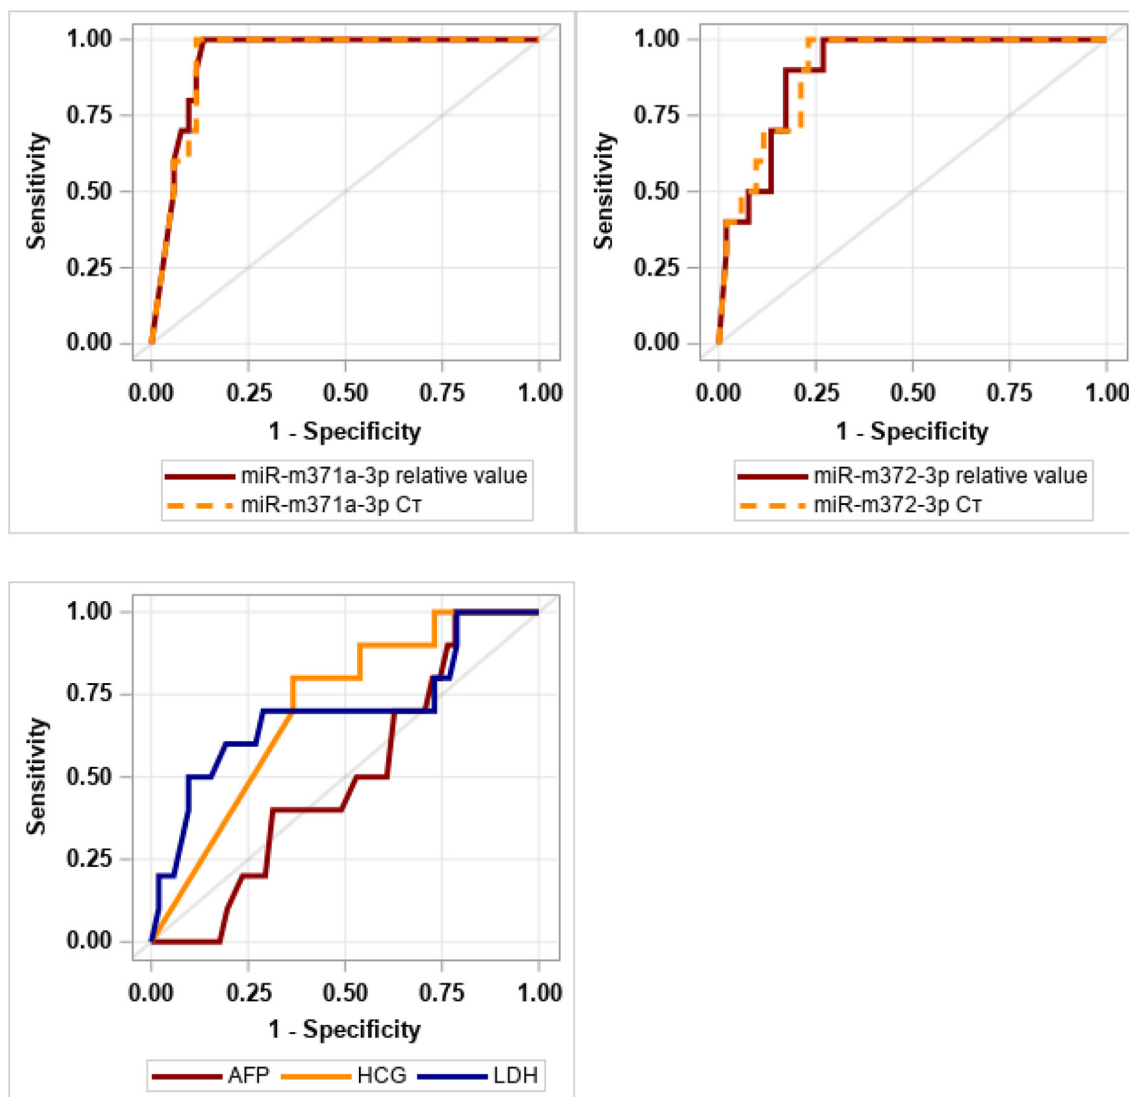 1.00
0.75
0.50
0.25
0.00
Sensitivity
0.00 0.25 0.50 0.75 1.00
1 - Specificity
miR-m371a-3p relative value
miR-m371a-3p Cᴛ
1.00
0.75
0.50
0.25
0.00
Sensitivity
0.00 0.25 0.50 0.75 1.00
1 - Specificity
miR-m372-3p relative value
miR-m372-3p Cᴛ
1.00
0.75
0.50
0.25
0.00
Sensitivity
0.00 0.25 0.50 0.75 1.00
1 - Specificity
AFP HCG LDH